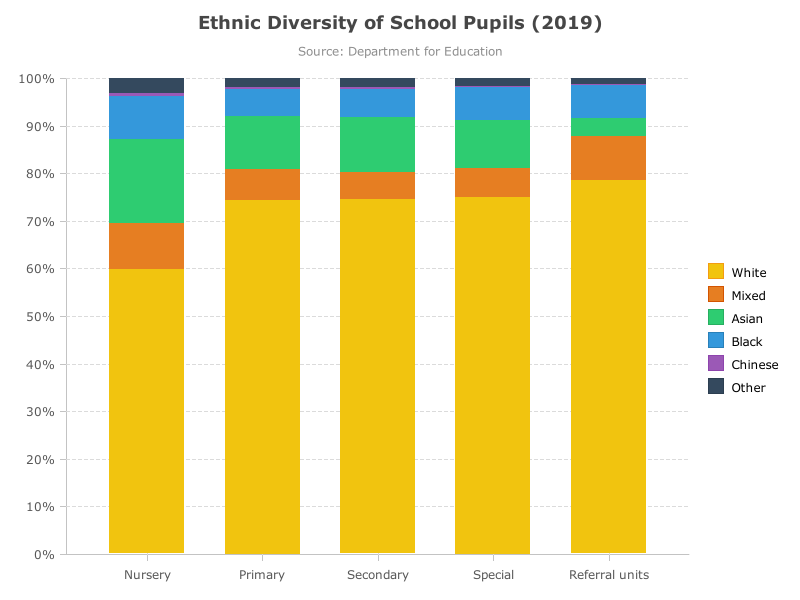 Ethnic Diversity of School Pupils (2019)
Source: Department for Education
100%
90%
80%
70%
60%
50%
40%
30%
20%
10%
0%
Nursery
Primary
Secondary
Special
Referral units
White
Mixed
Asian
Black
Chinese
Other